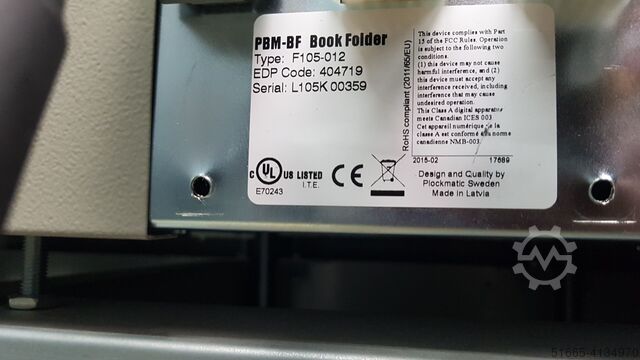 PBM-BF Book Folder
Type: F105-012
EDP Code: 404719
Serial: L105K 00359
RoHS compliant (2011/65/EU)
This device complies with Part
15 of the FCC Rules. Operation
is subject to the following two
conditions.
(1) this device may not cause
harmful interference, and (2)
this device must accept any
interference received, including
interference that may cause
undesired operation.
This Class A digital apparatus
meets Canadian ICES 003
Cet appareil numérique de la
classe A est conformé à la norme
canadienne NMB-003
2015-02 17689
C UL US LISTED
I.T.E.
E70243
CE
Design and Quality by
Plockmatic Sweden
Made in Latvia